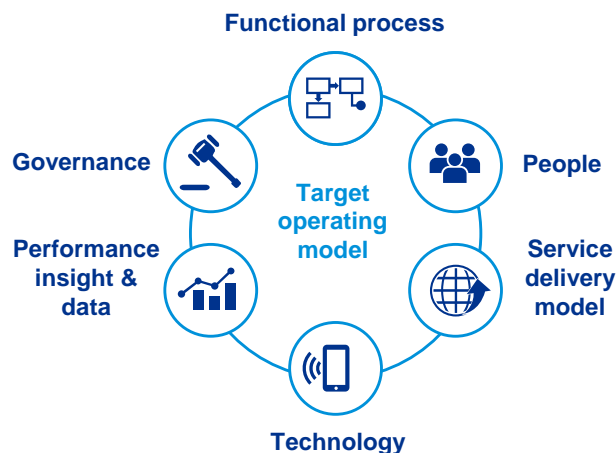 Functional process
Governance
People
Target
operating
model
Performance
insight &
data
Service
delivery
model
Technology